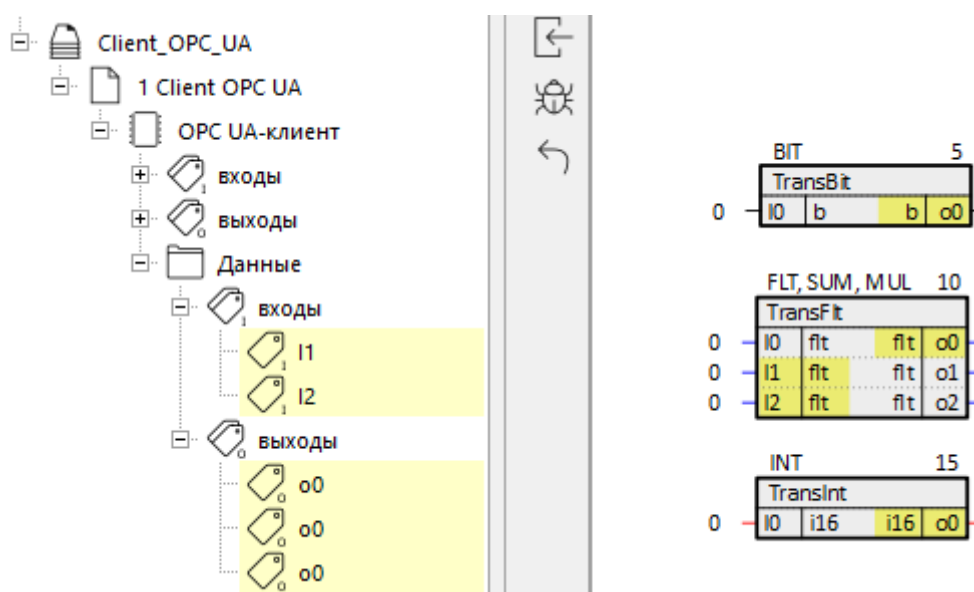 Client_OPC_UA
1 Client OPC UA
OPC UA-клиент
входы
выходы
Данные
входы
I1
I2
выходы
o0
o0
o0
BIT 5
TransBit
0 I0 b b o0
FLT, SUM, MUL 10
TransFlt
0 I0 flt flt o0
0 I1 flt flt o1
0 I2 flt flt o2
INT 15
TransInt
0 I0 i16 i16 o0